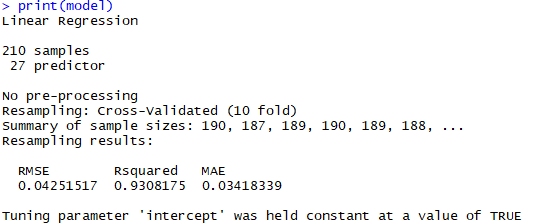 > print(model)
Linear Regression
210 samples
27 predictor
No pre-processing
Resampling: Cross-Validated (10 fold)
Summary of sample sizes: 190, 187, 189, 190, 189, 188, ...
Resampling results:
RMSE Rsquared MAE
0.04251517 0.9308175 0.03418339
Tuning parameter 'intercept' was held constant at a value of TRUE